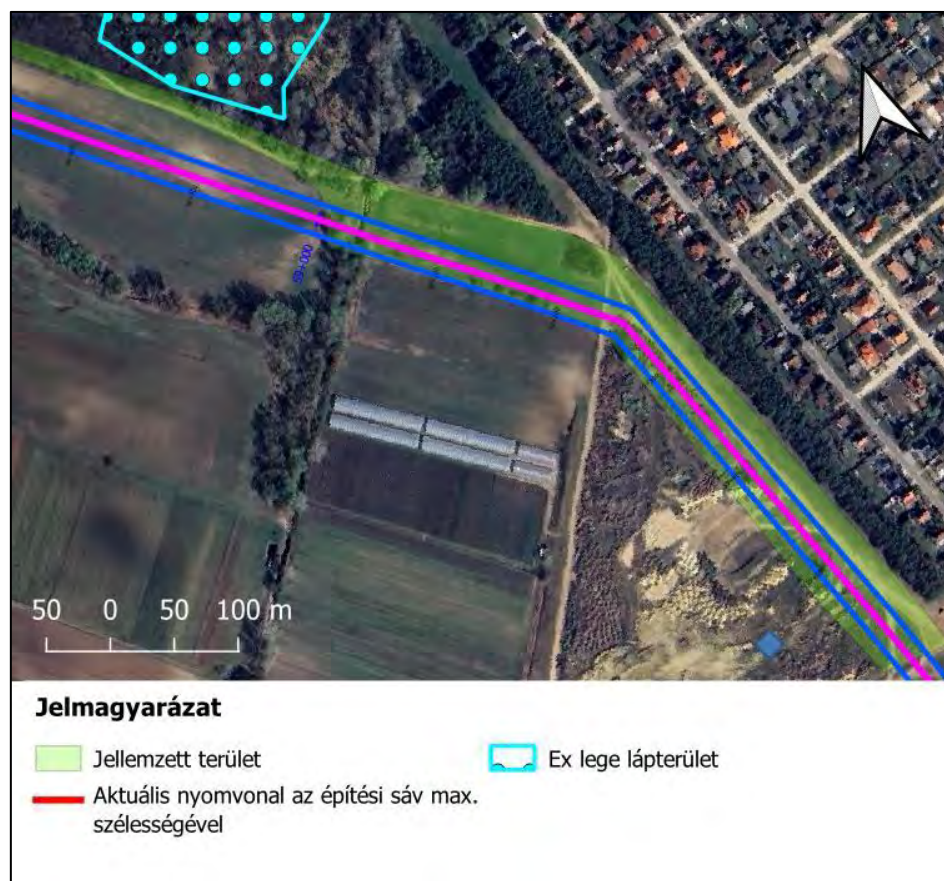 50 0 50 100 m
Jelmagyarázat
Jellemzett terület
Ex lege lápterület
Aktuális nyomvonal az építési sáv max.
szélességével